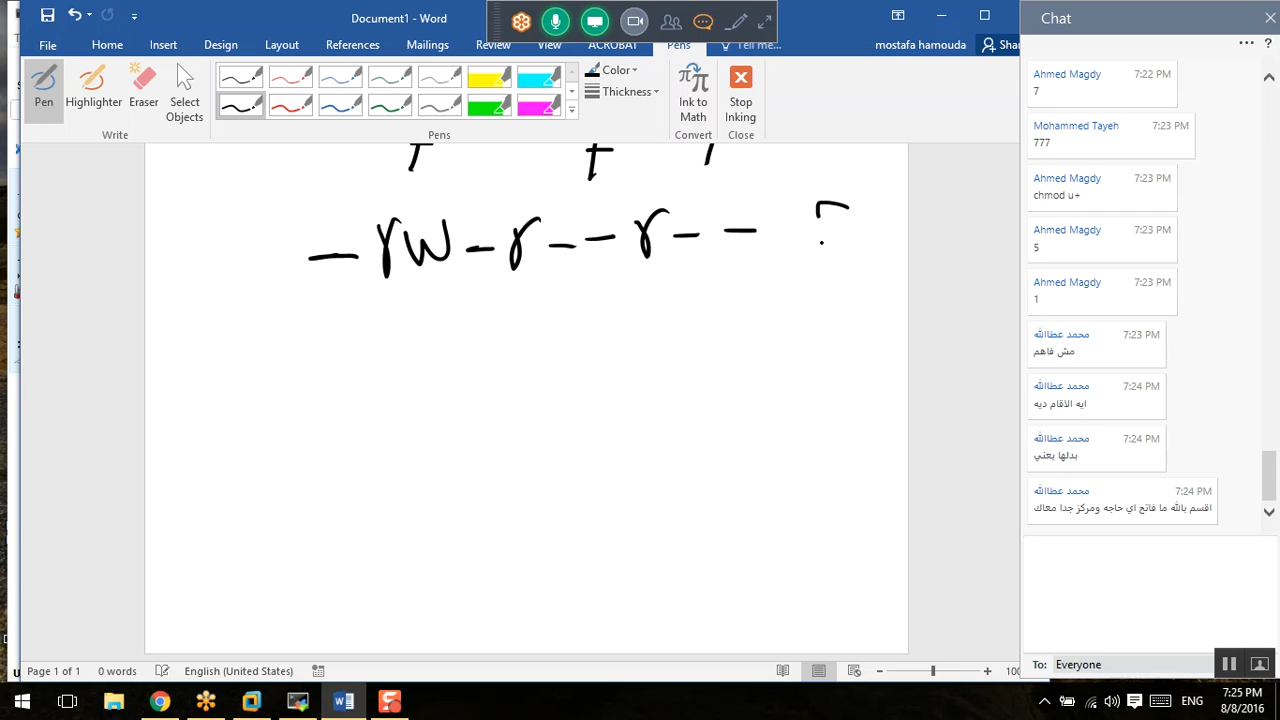 Document1 - Word
File Home Insert Design Layout References Mailings Review View ACROBAT Pens Tell me...
mostafa hamouda
Shar
Pen
Highlighter
Eraser
Select
Objects
Color
Thickness
Ink to
Math
Stop
Inking
Write
Pens
Convert
Close
- rw - r - - r - -
Page 1 of 1
0 words
English (United States)
100
Chat
Ahmed Magdy 7:22 PM
7
Mohammed Tayeh 7:23 PM
777
Ahmed Magdy 7:23 PM
chmod u+
Ahmed Magdy 7:23 PM
5
Ahmed Magdy 7:23 PM
1
محمد عطاالله 7:23 PM
مش فاهم
محمد عطاالله 7:24 PM
ايه الاقام ديه
محمد عطاالله 7:24 PM
بدلها يعني
محمد عطاالله 7:24 PM
اقسم بالله ما فاتح اي حاجه ومركز جدا معاك
To: Everyone
ENG
7:25 PM
8/8/2016